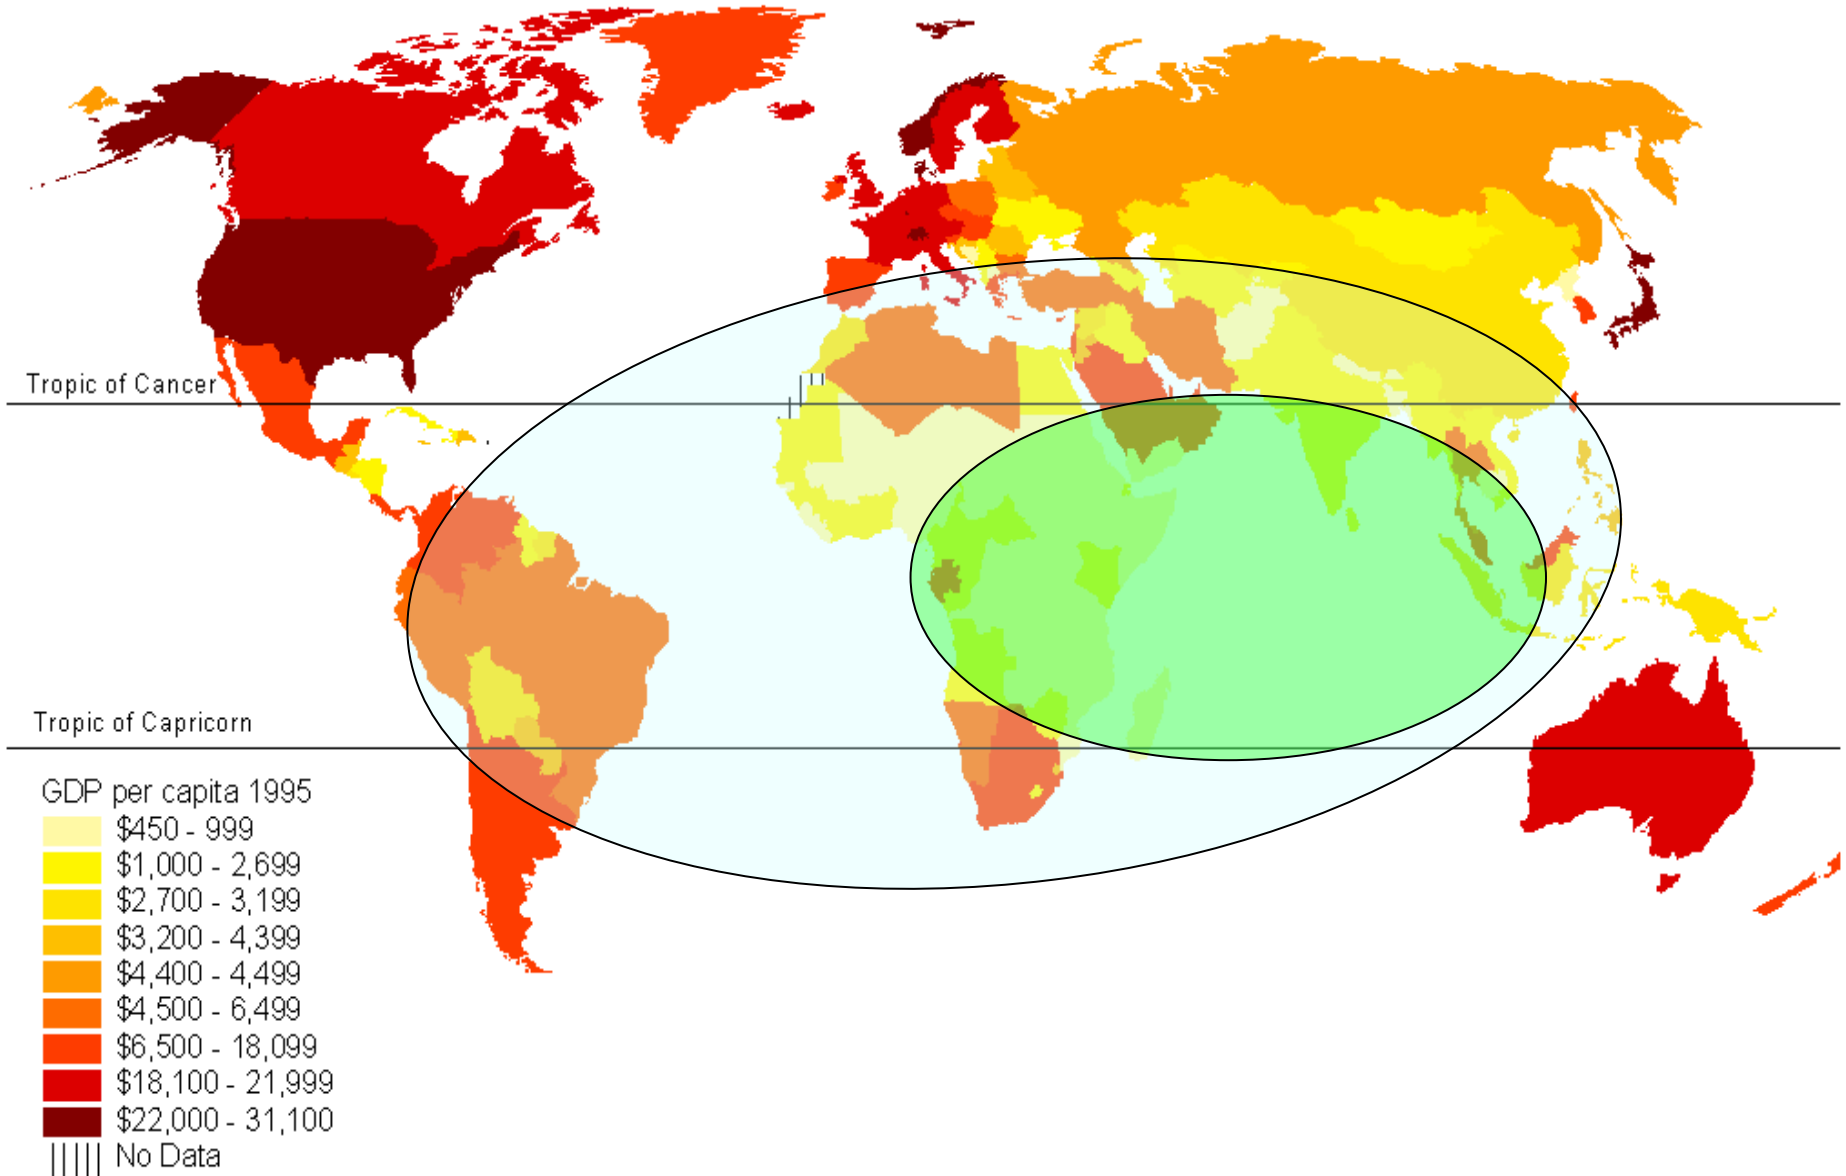 Tropic of Cancer
Tropic of Capricorn
GDP per capita 1995
$450 - 999
$1,000 - 2,699
$2,700 - 3,199
$3,200 - 4,399
$4,400 - 4,499
$4,500 - 6,499
$6,500 - 18,099
$18,100 - 21,999
$22,000 - 31,100
No Data